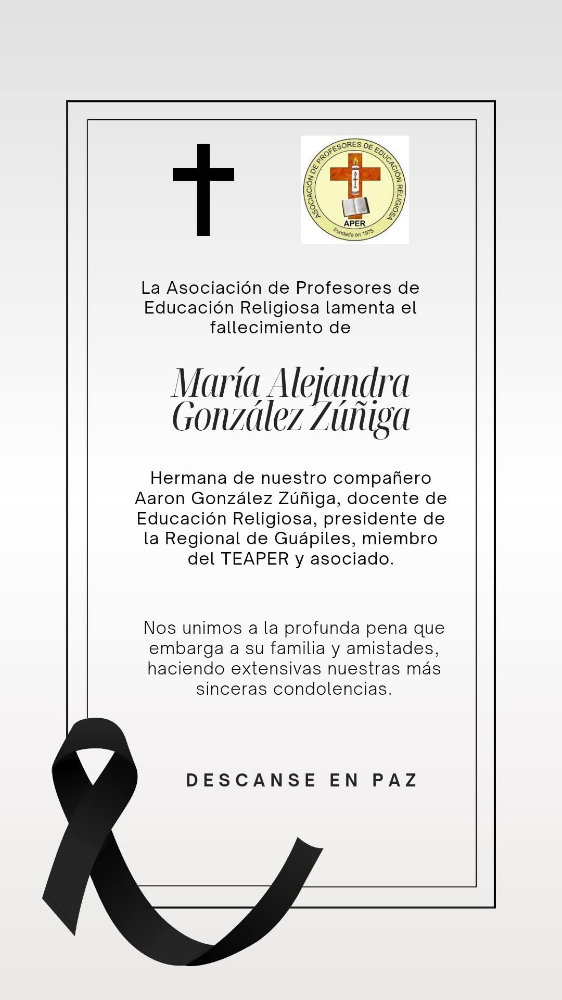 ASOCIACIÓN DE PROFESORES DE EDUCACIÓN RELIGIOSA
APER
Fundada en 1975
La Asociación de Profesores de
Educación Religiosa lamenta el
fallecimiento de
María Alejandra
González Zúñiga
Hermana de nuestro compañero
Aaron González Zúñiga, docente de
Educación Religiosa, presidente de
la Regional de Guápiles, miembro
del TEAPER y asociado.
Nos unimos a la profunda pena que
embarga a su familia y amistades,
haciendo extensivas nuestras más
sinceras condolencias.
DESCANSE EN PAZ